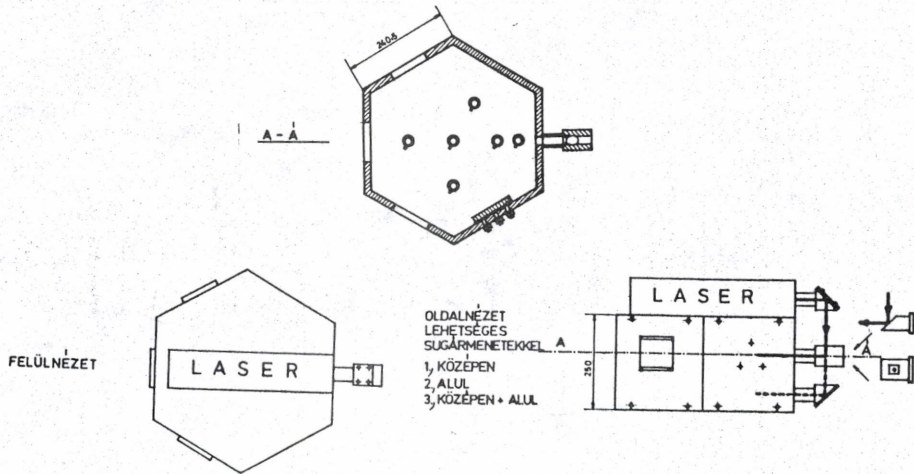 240.5
A - Á
FELÜLNÉZET
LASER
OLDALNÉZET
LEHETSÉGES
SUGÁRMENETEKKEL
1, KÖZÉPEN
2, ALUL
3, KÖZÉPEN + ALUL
A
LASER
250
Á